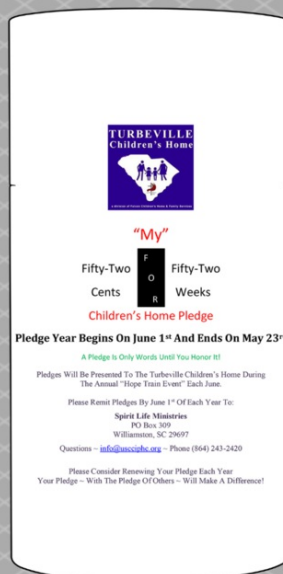 TURBEVILLE
Children's Home
"My"
Fifty-Two
Cents
F
O
R
Fifty-Two
Weeks
Children's Home Pledge
Pledge Year Begins On June 1st And Ends On May 23r
A Pledge Is Only Words Until You Honor It!
Pledges Will Be Presented To The Turbeville Children's Home During
The Annual "Hope Train Event" Each June.
Please Remit Pledges By June 1st Of Each Year To:
Spirit Life Ministries
PO Box 309
Williamston, SC 29697
Questions ~ info@uscciphc.org ~ Phone (864) 243-2420
Please Consider Renewing Your Pledge Each Year
Your Pledge ~ With The Pledge Of Others ~ Will Make A Difference!